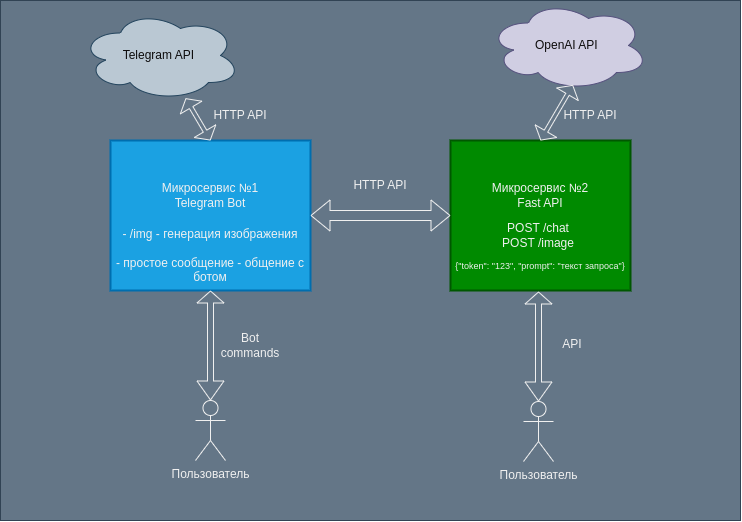 Telegram API
OpenAI API
HTTP API
HTTP API
Микросервис №1
Telegram Bot
- /img - генерация изображения
- простое сообщение - общение с
ботом
HTTP API
Микросервис №2
Fast API
POST /chat
POST /image
{"token": "123", "prompt": "текст запроса"}
Bot
commands
API
Пользователь
Пользователь